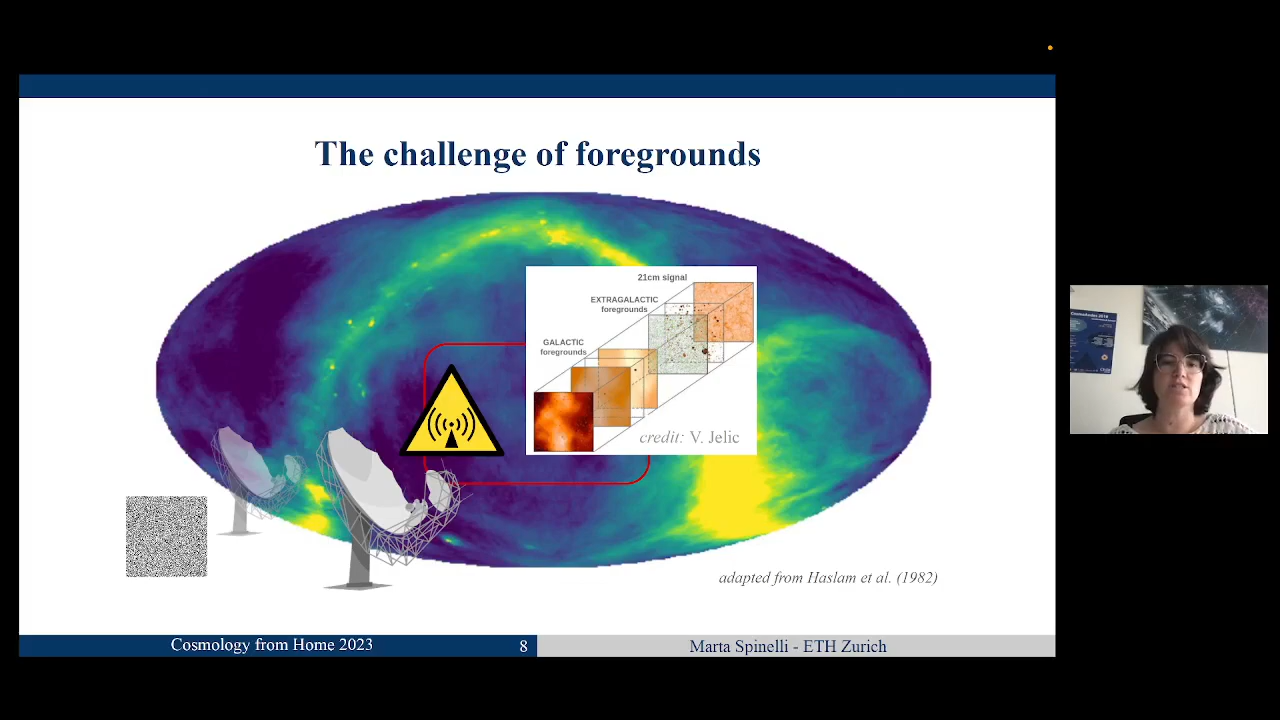 The challenge of foregrounds
21cm signal
EXTRAGALACTIC
foregrounds
GALACTIC
foregrounds
credit: V. Jelic
adapted from Haslam et al. (1982)
Cosmology from Home 2023
8
Marta Spinelli - ETH Zurich